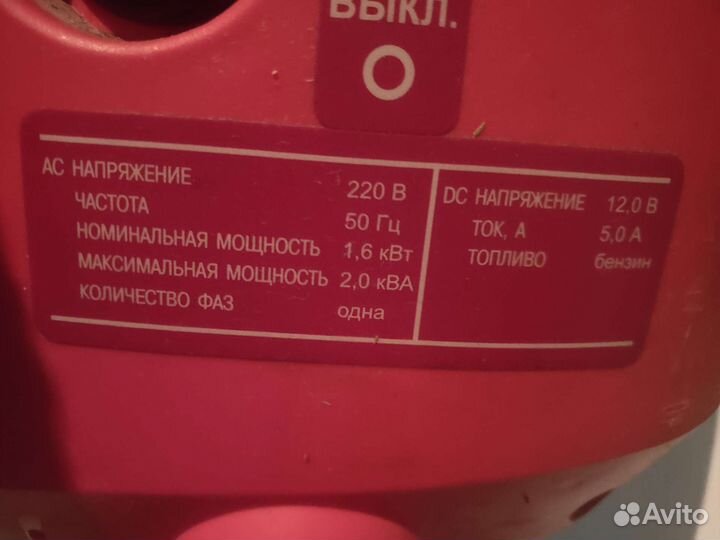 ВЫКЛ.
АС НАПРЯЖЕНИЕ 220 В
ЧАСТОТА 50 Гц
НОМИНАЛЬНАЯ МОЩНОСТЬ 1,6 кВт
МАКСИМАЛЬНАЯ МОЩНОСТЬ 2,0 кВА
КОЛИЧЕСТВО ФАЗ одна
DC НАПРЯЖЕНИЕ 12,0 В
ТОК, А 5,0 А
ТОПЛИВО бензин
Avito